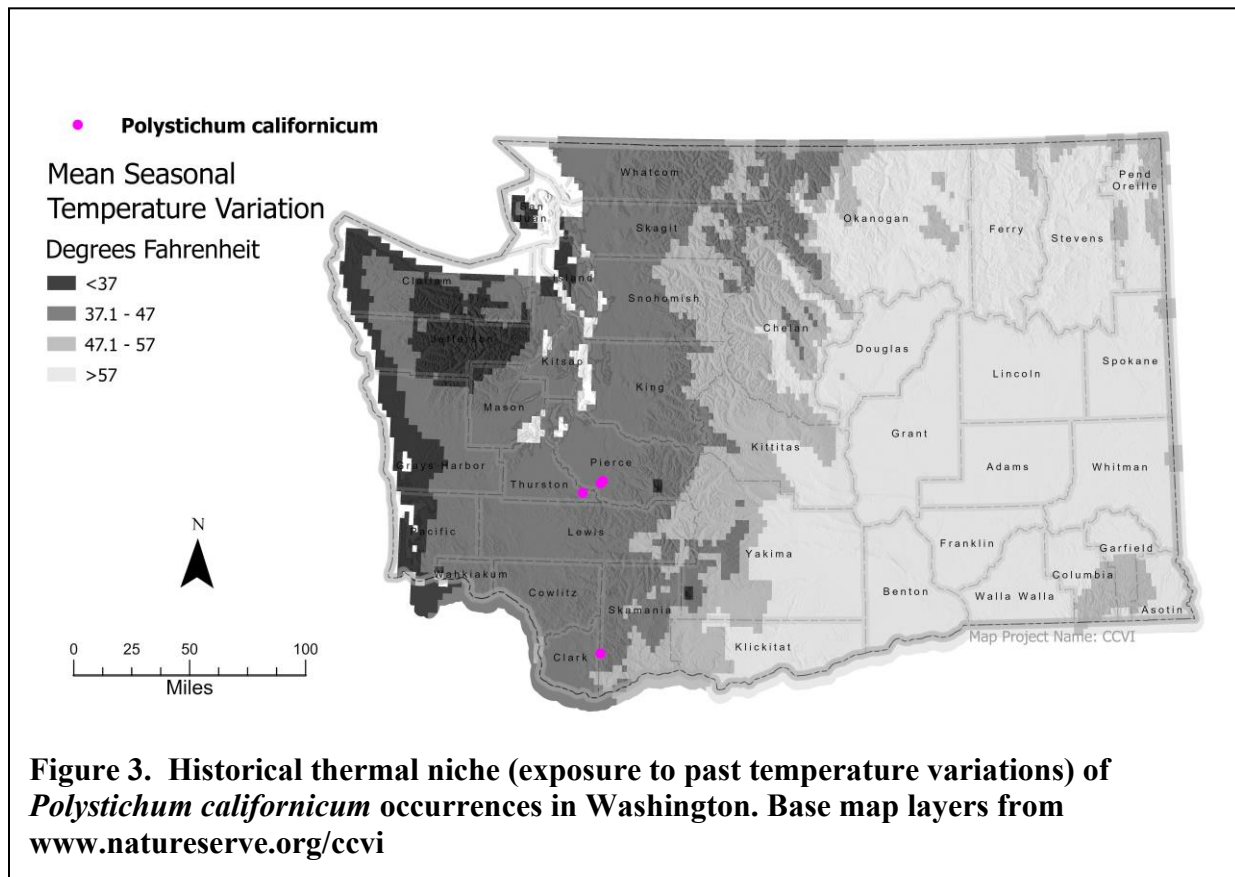 Polystichum californicum
Mean Seasonal
Temperature Variation
Degrees Fahrenheit
<37
37.1 - 47
47.1 - 57
>57
N
0 50 100
25 75
Miles
Whatcom
Skagit
San
Juan
Island
Snohomish
Clallam
Jefferson
Kitsap
King
Mason
Grays Harbor
Thurston
Pierce
Pacific
Lewis
Wahkiakum
Cowlitz
Skamania
Clark
Okanogan
Ferry
Stevens
Pend
Oreille
Chelan
Douglas
Lincoln
Spokane
Kittitas
Grant
Adams
Whitman
Yakima
Franklin
Garfield
Columbia
Benton
Walla Walla
Asotin
Klickitat
Map Project Name: CCVI
Figure 3. Historical thermal niche (exposure to past temperature variations) of
Polystichum californicum occurrences in Washington. Base map layers from
www.natureserve.org/ccvi